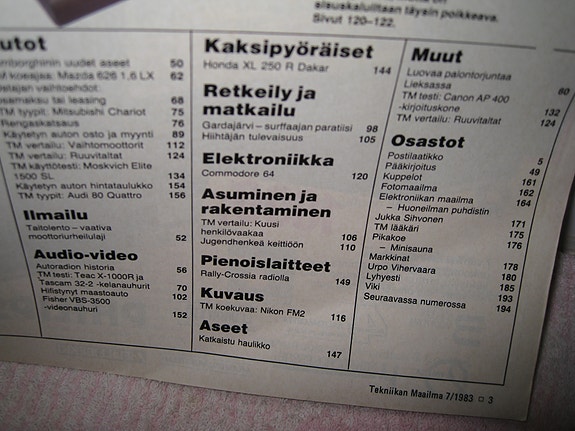 sisuskaluiltaan täysin poikkeava.
Sivut 120–122.
utot
mborghinin uudet aseet 50
koeajaa: Mazda 626 1,6 LX 62
elajan vaihtoehdot:
osamaksu tai leasing 68
TM tyypit: Mitsubishi Chariot 75
Rengaskatsaus 76
Käytetyn auton osto ja myynti 89
TM vertailu: Vaihtomoottorit 112
TM vertailu: Ruuvitaltat 124
TM käyttötesti: Moskvich Elite
1500 SL 134
Käytetyn auton hintataulukko 154
TM tyypit: Audi 80 Quattro 156
Ilmailu
Taitolento – vaativa
moottoriurheilulaji 52
Audio-video
Autoradion historia 56
TM testi: Teac X-1000R ja
Tascam 32-2 -kelanauhurit 70
Hifistynyt maastoauto 102
Fisher VBS-3500
-videonauhuri 152
Kaksipyöräiset
Honda XL 250 R Dakar 144
Retkeily ja
matkailu
Gardajärvi – surffaajan paratiisi 98
Hiihtäjän tulevaisuus 105
Elektroniikka
Commodore 64 120
Asuminen ja
rakentaminen
TM vertailu: Kuusi
henkilövaakaa 106
Jugendhenkeä keittiöön 110
Pienoislaitteet
Rally-Crossia radiolla 149
Kuvaus
TM koekuvaa: Nikon FM2 116
Aseet
Katkaistu haulikko 147
Muut
Luovaa palontorjuntaa
Lieksassa 80
TM testi: Canon AP 400
-kirjoituskone 132
TM vertailu: Ruuvitaltat 124
Osastot
Postilaatikko 5
Pääkirjoitus 49
Kuppelot 161
Fotomaailma 162
Elektroniikan maailma 164
– Huoneilman puhdistin
Jukka Sihvonen 171
TM lääkäri 175
Pikakoe 176
– Minisauna
Markkinat 178
Urpo Vihervaara 180
Lyhyesti 185
Viki 193
Seuraavassa numerossa 194
Tekniikan Maailma 7/1983 □ 3